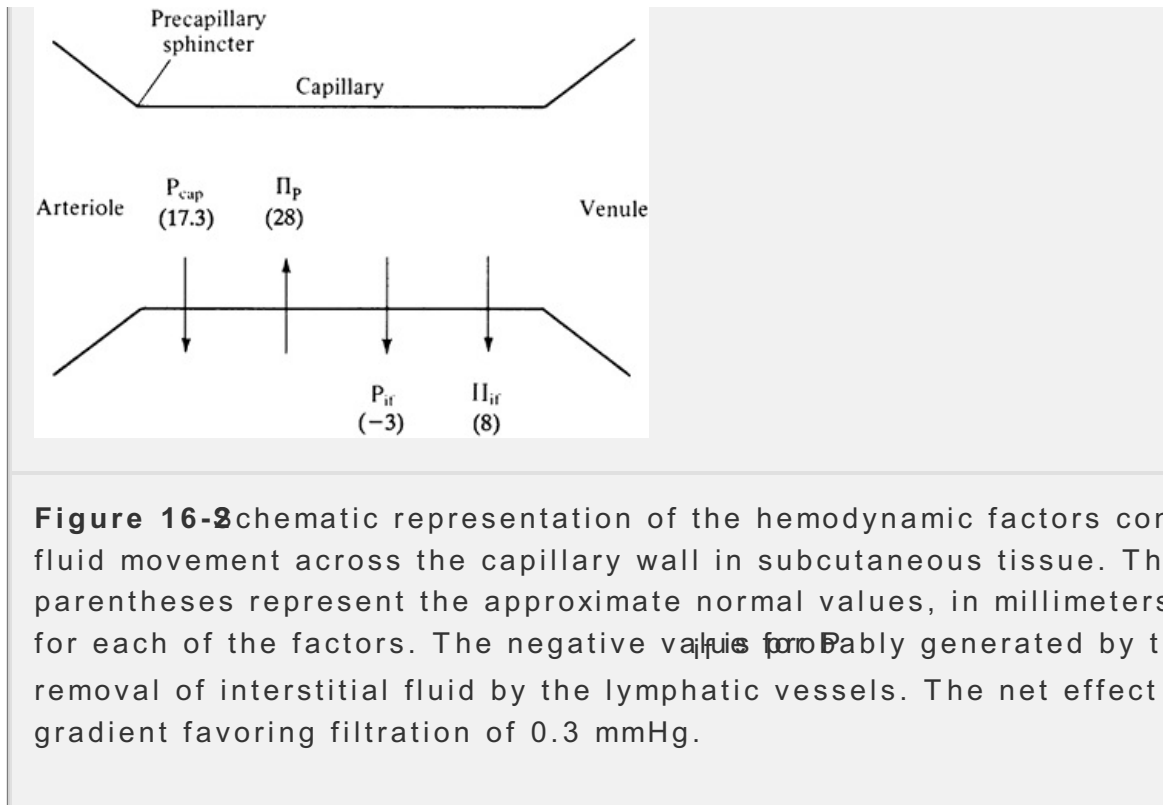 Precapillary
sphincter
Capillary
Arteriole
P_cap
(17.3)
Π_P
(28)
Venule
P_if
(−3)
Π_if
(8)
Figure 16-2 Schematic representation of the hemodynamic factors con
fluid movement across the capillary wall in subcutaneous tissue. Th
parentheses represent the approximate normal values, in millimeters
for each of the factors. The negative value for P_if is probably generated by t
removal of interstitial fluid by the lymphatic vessels. The net effect
gradient favoring filtration of 0.3 mmHg.